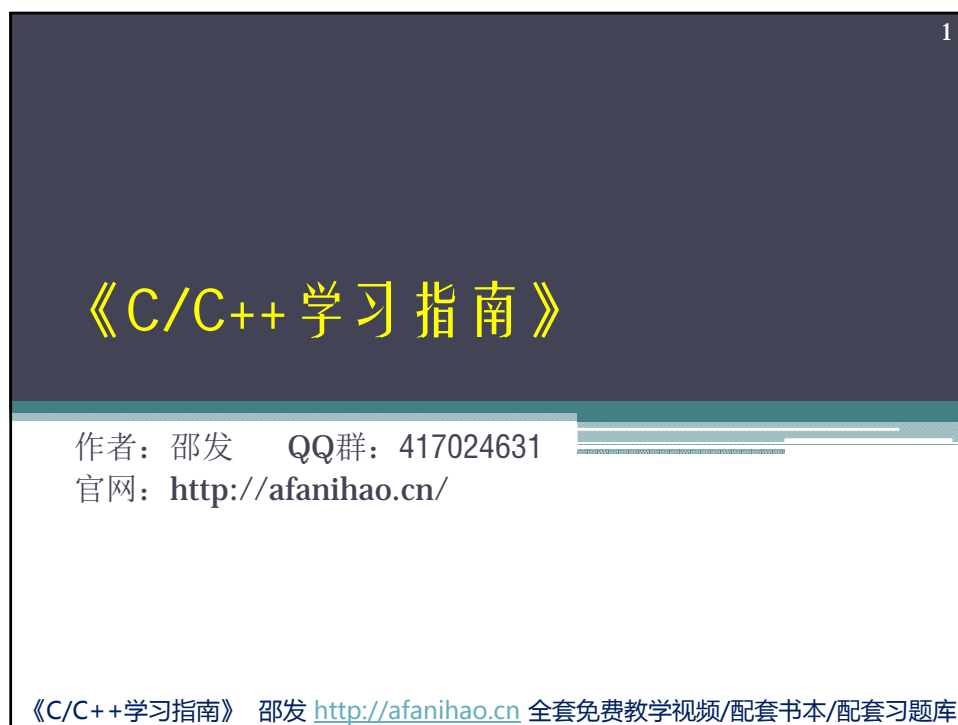 1
《C/C++学习指南》
作者：邵发 QQ群：417024631
官网：http://afanihao.cn/
《C/C++学习指南》 邵发 http://afanihao.cn 全套免费教学视频/配套书本/配套习题库